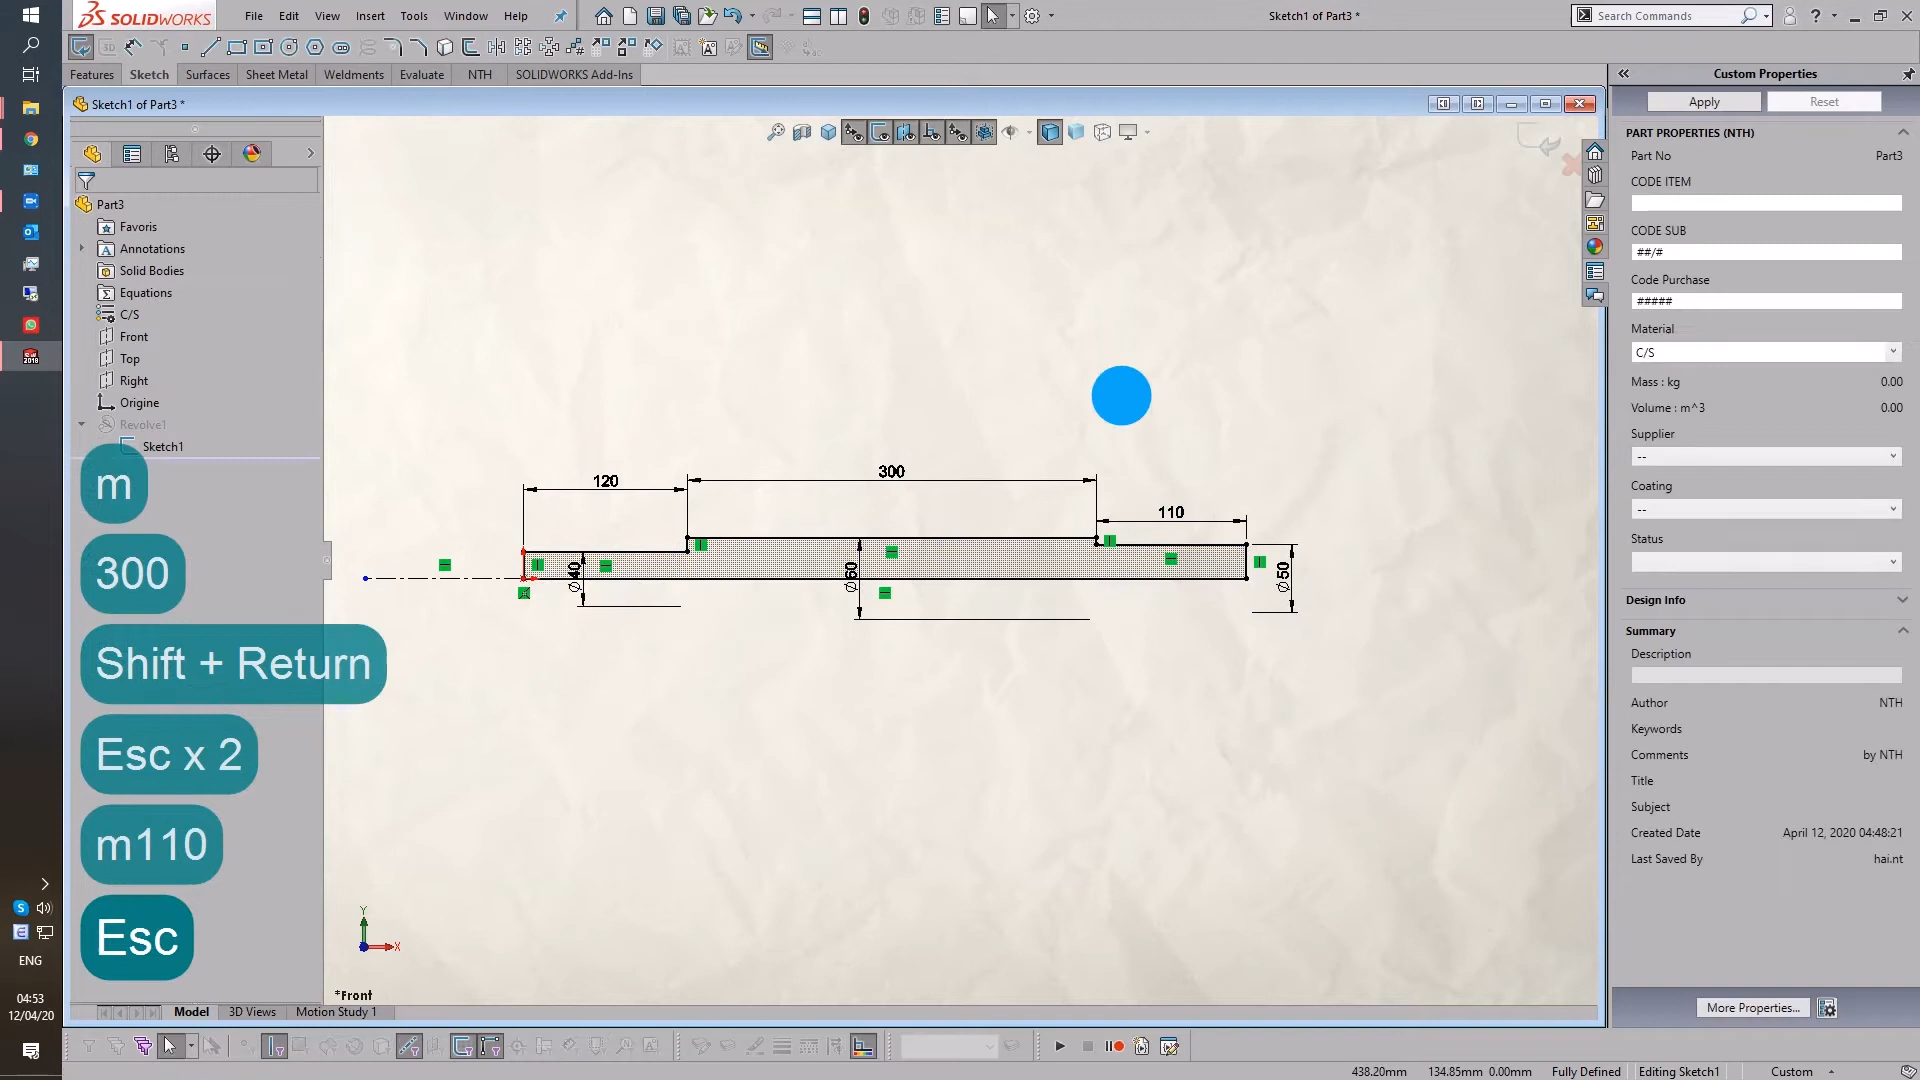 SOLIDWORKS
File Edit View Insert Tools Window Help
Sketch1 of Part3 *
Search Commands
Features Sketch Surfaces Sheet Metal Weldments Evaluate NTH SOLIDWORKS Add-Ins
Sketch1 of Part3 *
Part3
Favoris
Annotations
Solid Bodies
Equations
C/S
Front
Top
Right
Origine
Revolve1
Sketch1
m
300
Shift + Return
Esc x 2
m110
Esc
120
300
110
Ø40
Ø60
Ø50
Y
X
*Front
Model 3D Views Motion Study 1
Custom Properties
Apply Reset
PART PROPERTIES (NTH)
Part No Part3
CODE ITEM
CODE SUB
##/#
Code Purchase
#####
Material
C/S
Mass : kg 0.00
Volume : m^3 0.00
Supplier
--
Coating
--
Status
Design Info
Summary
Description
Author NTH
Keywords
Comments by NTH
Title
Subject
Created Date April 12, 2020 04:48:21
Last Saved By hai.nt
More Properties...
ENG
04:53
12/04/20
438.20mm 134.85mm 0.00mm Fully Defined Editing Sketch1 Custom